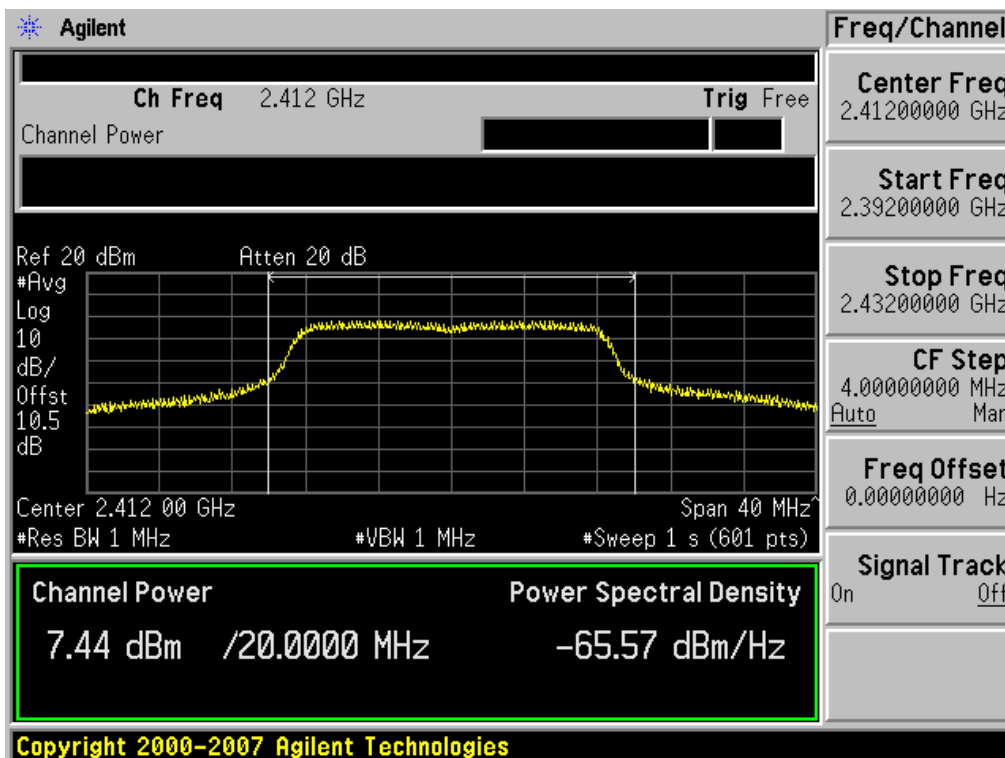 Agilent
Freq/Channel
Ch Freq 2.412 GHz Trig Free
Channel Power
Center Freq
2.41200000 GHz
Start Freq
2.39200000 GHz
Stop Freq
2.43200000 GHz
CF Step
4.00000000 MHz
Auto Man
Freq Offset
0.00000000 Hz
Signal Track
On Off
Ref 20 dBm Atten 20 dB
#Avg
Log
10
dB/
Offst
10.5
dB
Center 2.412 00 GHz Span 40 MHz^
#Res BW 1 MHz #VBW 1 MHz #Sweep 1 s (601 pts)
Channel Power Power Spectral Density
7.44 dBm /20.0000 MHz -65.57 dBm/Hz
Copyright 2000-2007 Agilent Technologies